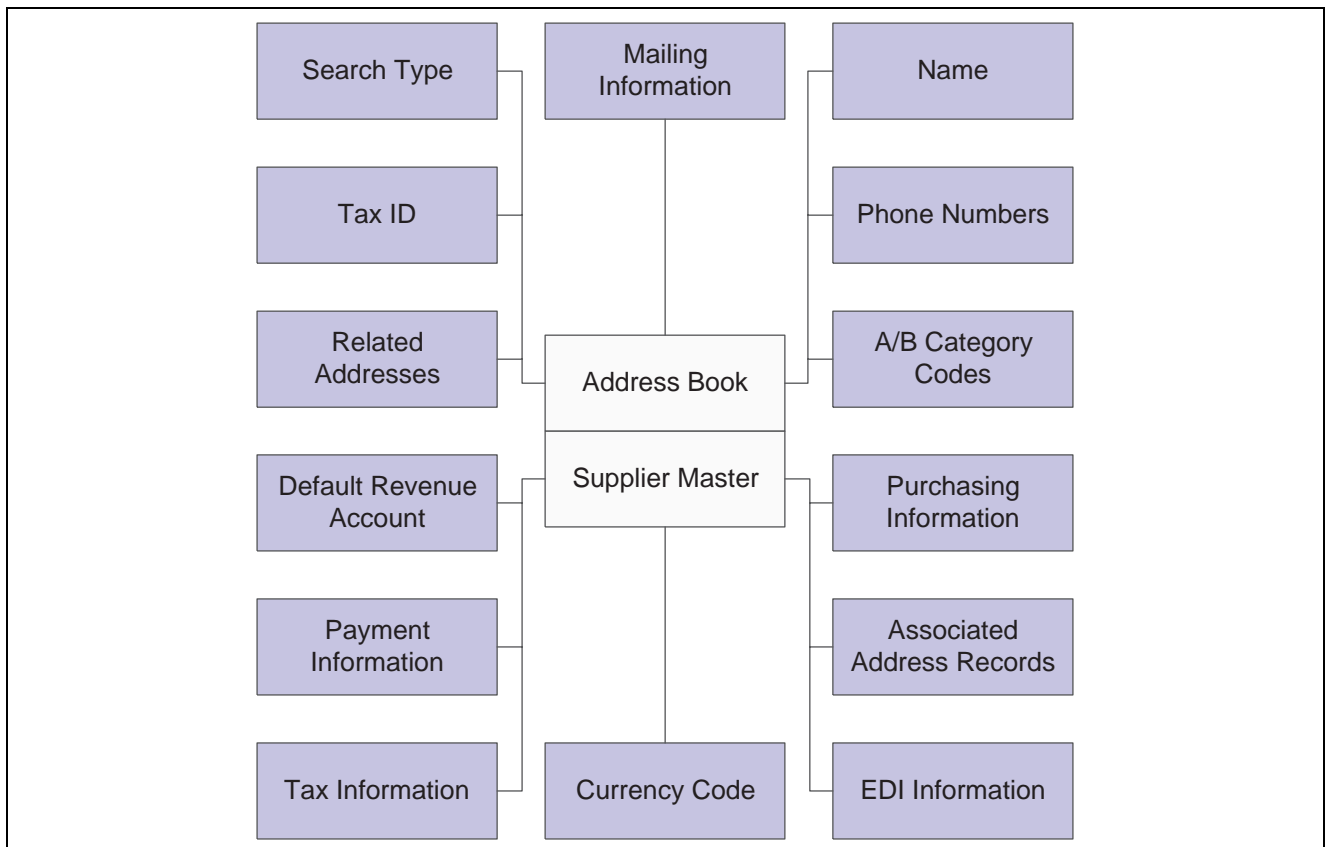 Search Type
Mailing
Information
Name
Tax ID
Phone Numbers
Related
Addresses
Address Book
A/B Category
Codes
Default Revenue
Account
Supplier Master
Purchasing
Information
Payment
Information
Associated
Address Records
Tax Information
Currency Code
EDI Information